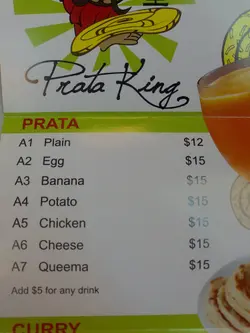 Prata King
PRATA
A1 Plain $12
A2 Egg $15
A3 Banana $15
A4 Potato $15
A5 Chicken $15
A6 Cheese $15
A7 Queema $15
Add $5 for any drink
CURRY